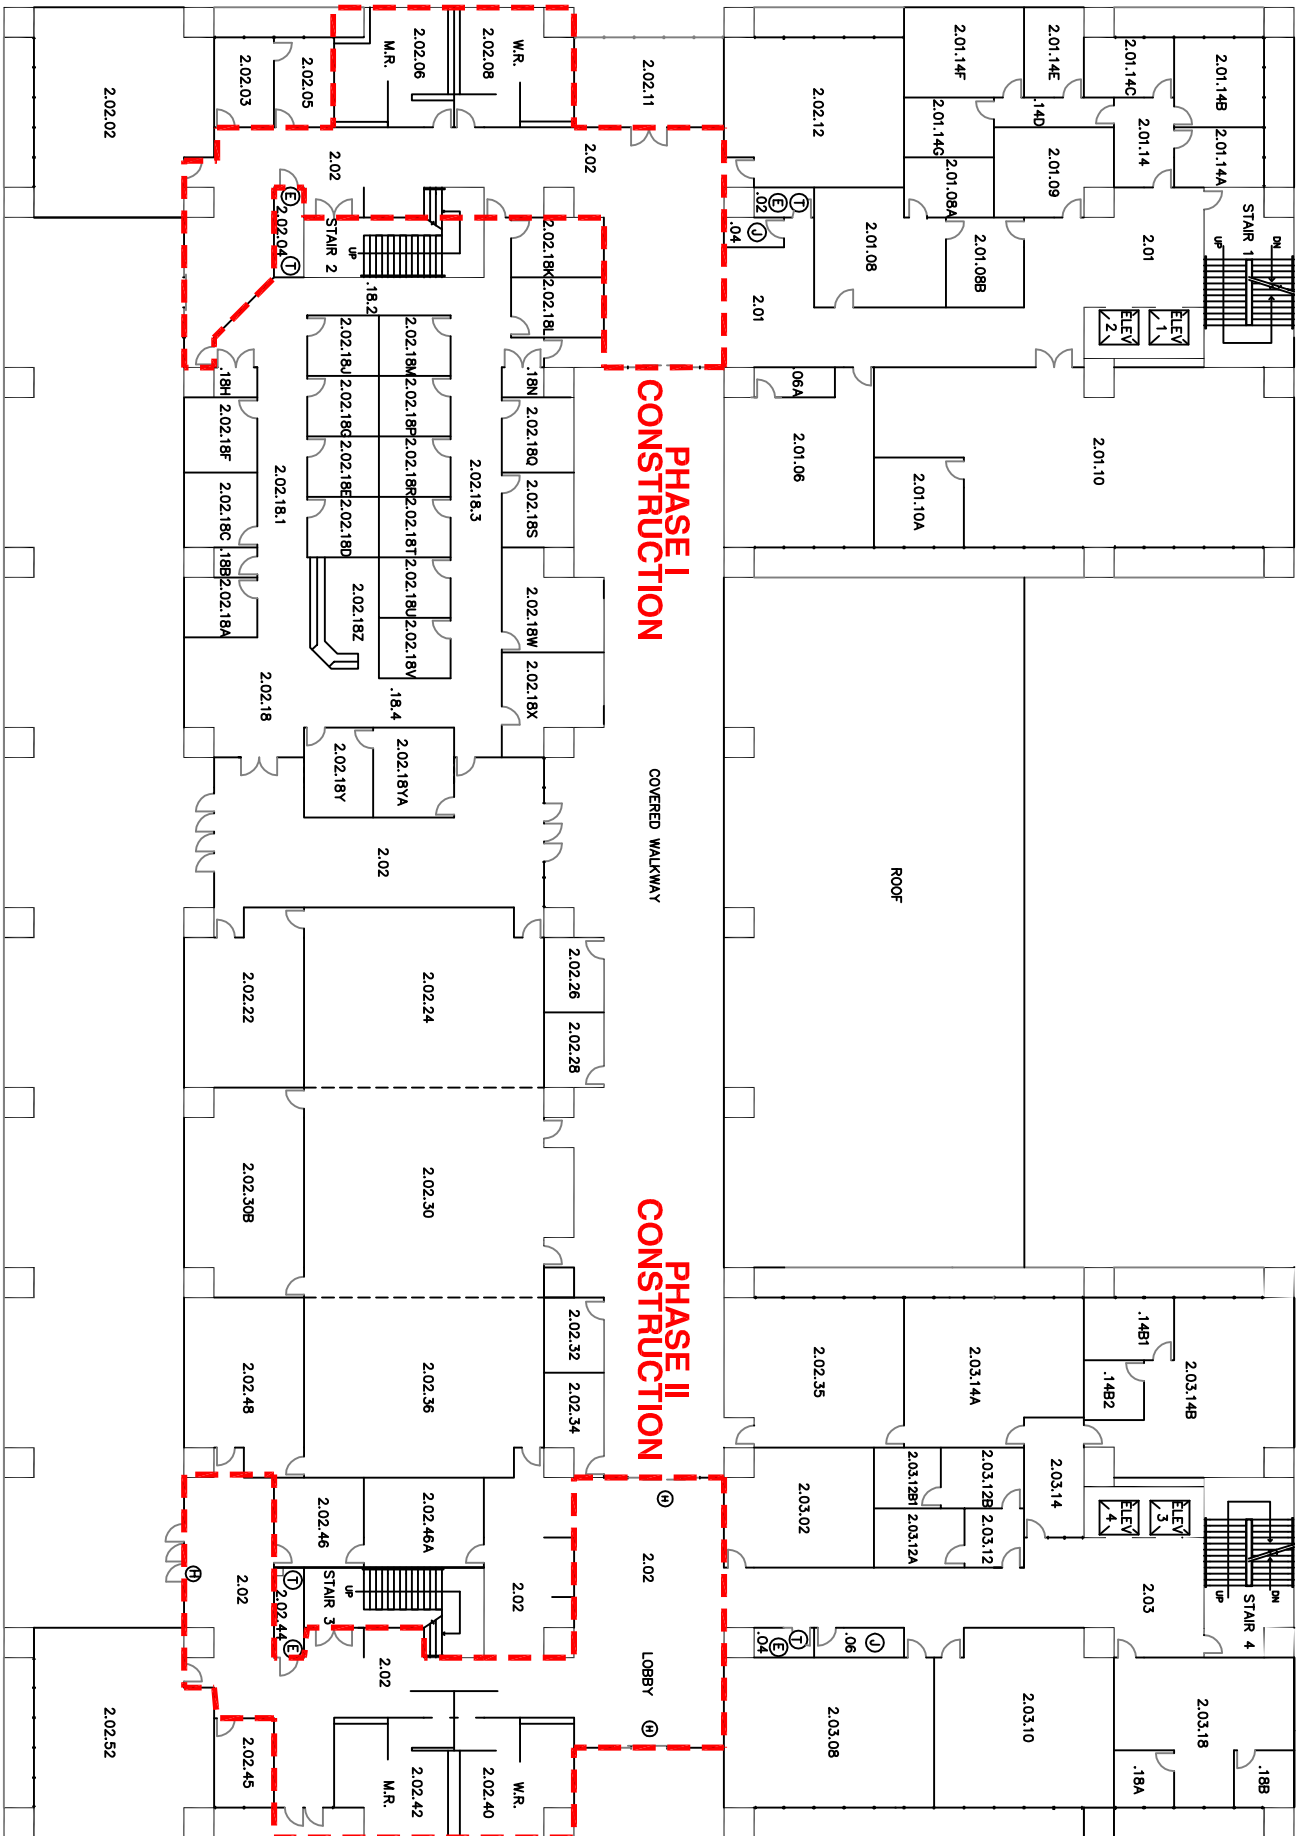 2.02.02
2.02.03
2.02.05
M.R.
2.02.06
2.02.08
W.R.
2.02.11
2.02.12
2.01.14F
2.01.14E
2.01.14C
2.01.14B
.14D
2.01.14G
2.01.14
2.01.14A
2.01.09
2.01.08A
2.02
2.02
E
2.02.04
T
STAIR 2
UP
.18.2
2.02.18K
2.02.18L
.02
E
T
.04
J
2.01.08
2.01.08B
2.01
2.01
STAIR 1
UP
DN
ELEV
2
ELEV
1
.18H
2.02.18J
2.02.18M
.18N
PHASE I
CONSTRUCTION
.06A
2.01.06
2.01.10
2.01.10A
2.02.18F
2.02.18G
2.02.18P
2.02.18Q
2.02.18.1
2.02.18.3
2.02.18C
2.02.18E
2.02.18R
2.02.18S
.18B
2.02.18D
2.02.18T
2.02.18A
2.02.18Z
2.02.18U
2.02.18W
2.02.18V
2.02.18
.18.4
2.02.18X
2.02.18Y
2.02.18YA
COVERED WALKWAY
ROOF
2.02
2.02.22
2.02.24
2.02.26
2.02.28
2.02.30B
2.02.30
PHASE II
CONSTRUCTION
2.02.32
2.02.34
2.02.48
2.02.36
2.02.35
2.03.14A
.14B1
.14B2
2.03.14B
2.02.46
2.02.46A
H
2.03.02
2.03.12B1
2.03.12B
2.03.14
2.03.12A
2.03.12
ELEV
4
ELEV
3
H
2.02
T
2.02.44
E
STAIR 3
UP
2.02
2.02
2.03
UP
DN
STAIR 4
.04
E
T
.06
J
2.02
LOBBY
H
2.02.52
2.02.45
M.R.
2.02.42
2.02.40
W.R.
2.03.08
2.03.10
2.03.18
.18A
.18B